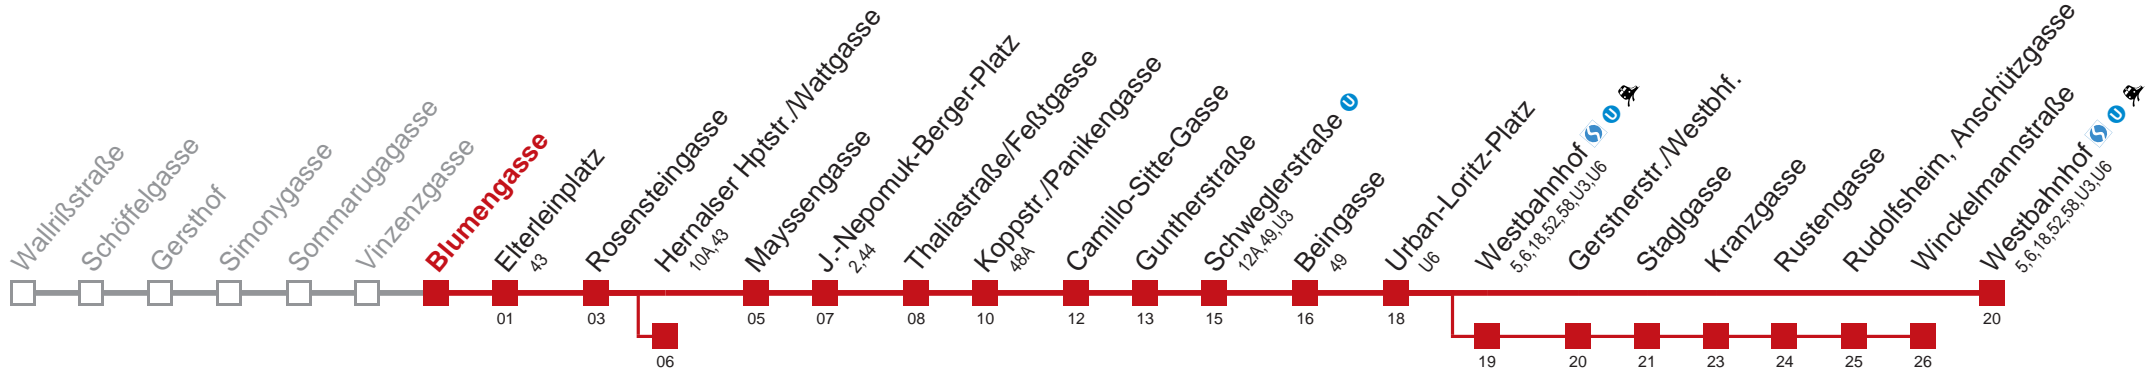 Wallrißstraße
Schöffelgasse
Gersthof
Simonygasse
Sommarugagasse
Vinzenzgasse
Blumengasse
Elterleinplatz
43
Rosensteingasse
Hernalser Hptstr./Wattgasse
10A,43
Mayssengasse
J.-Nepomuk-Berger-Platz
2,44
Thaliastraße/Feßtgasse
Koppstr./Panikengasse
48A
Camillo-Sitte-Gasse
Guntherstraße
Schweglerstraße U
12A,49,U3
Beingasse
49
Urban-Loritz-Platz
U6
Westbahnhof S U
5,6,18,52,58,U3,U6
Gerstnerstr./Westbhf.
Staglgasse
Kranzgasse
Rustengasse
Rudolfsheim, Anschützgasse
Winckelmannstraße
Westbahnhof S U
5,6,18,52,58,U3,U6
01 03 05 07 08 10 12 13 15 16 18 20
06 19 20 21 23 24 25 26